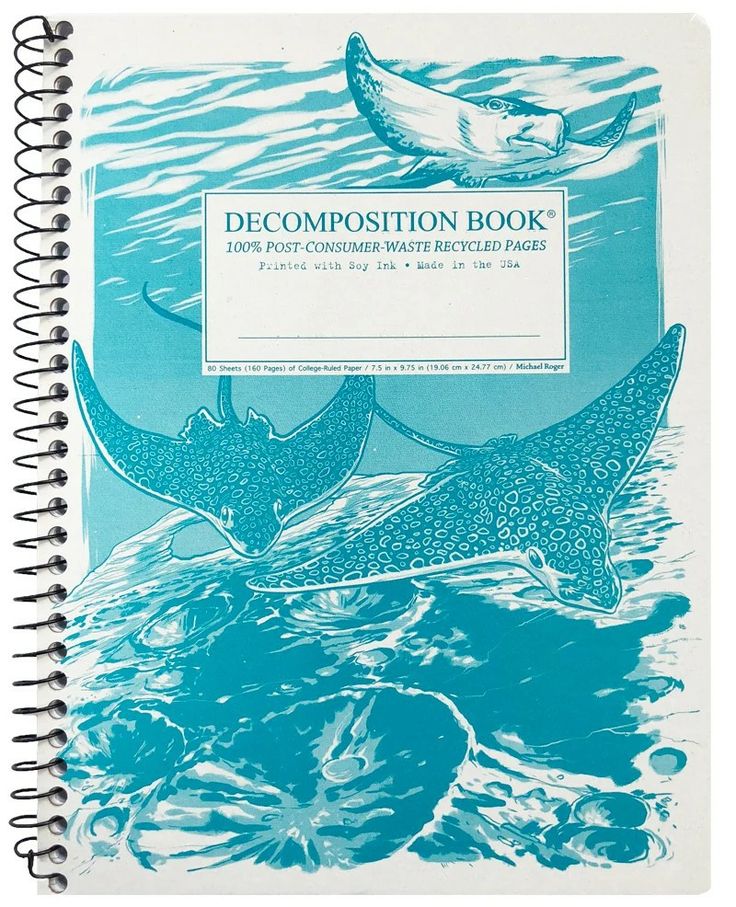 DECOMPOSITION BOOK®
100% POST-CONSUMER-WASTE RECYCLED PAGES
Printed with Soy Ink • Made in the USA
80 Sheets (160 Pages) of College-Ruled Paper / 7.5 in x 9.75 in (19.06 cm x 24.77 cm) / Michael Roger